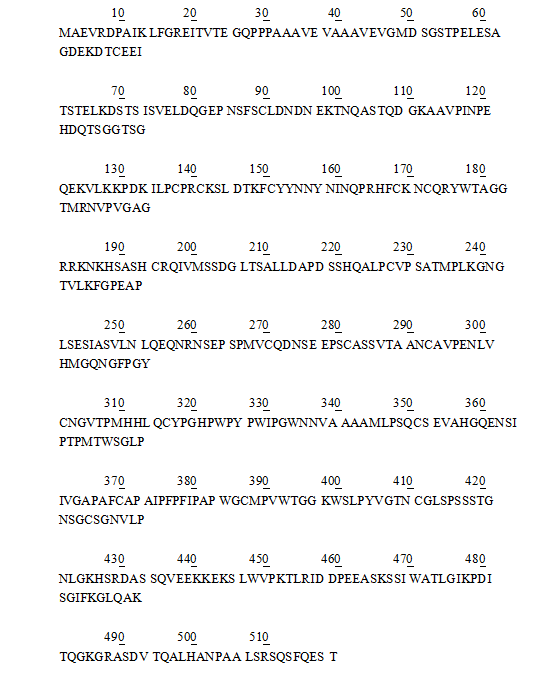 10 20 30 40 50 60
MAEVRDPAIK LFGREITVTE GQPPPAAAVE VAAAVEVGMD SGSTPELESA
GDEKDTCEEI
70 80 90 100 110 120
TSTELKDSTS ISVELDQGEP NSFSCLDNDN EKTNQASTQD GKAAVPINPE
HDQTSGGTSG
130 140 150 160 170 180
QEKVLKKPDK ILPCPRCKSL DTKFCYYNNY NINQPRHFCK NCQRYWTAGG
TMRNVPVGAG
190 200 210 220 230 240
RRKNKHSASH CRQIVMSSDG LTSALLDAPD SSHQALPCVP SATMPLKGNG
TVLKFGPEAP
250 260 270 280 290 300
LSESIASVLN LQEQNRNSEP SPMVCQDNSE EPSCASSVTA ANCAVPENLV
HMGQNGFPGY
310 320 330 340 350 360
CNGVTPMHHL QCYPGHPWPY PWIPGWNNVA AAAMLPSQCS EVAHGQENSI
PTPMTWSGLP
370 380 390 400 410 420
IVGAPAFCAP AIPFPFIPAP WGCMPVWTGG KWSLPYVGTN CGLSPSSSTG
NSGCSGNVLP
430 440 450 460 470 480
NLGKHSRDAS SQVEEKKEKS LWVPKTLRID DPEEASKSSI WATLGIKPDI
SGIFKGLQAK
490 500 510
TQGKGRASDV TQALHANPAA LSRSQSFQES T